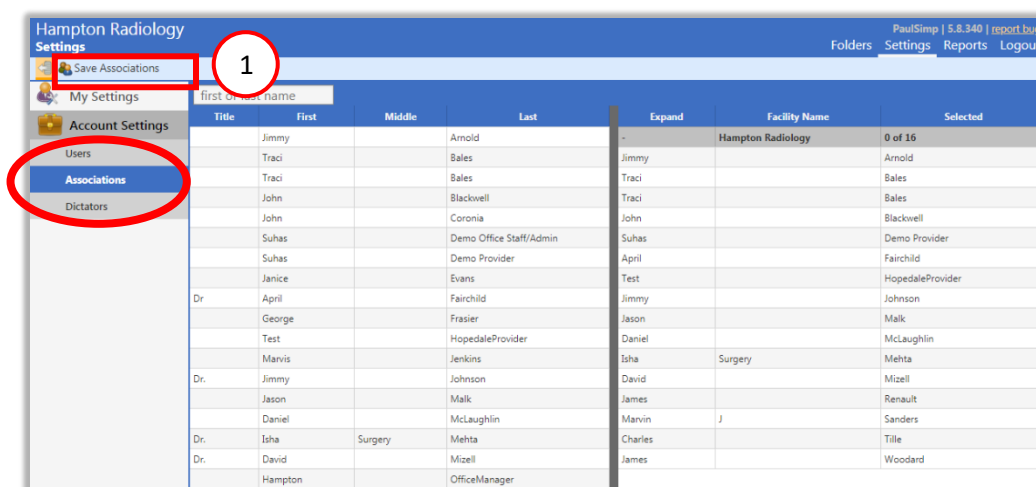 Hampton Radiology
PaulSimp | 5.8.340 | report bu
Settings
Folders Settings Reports Logou
Save Associations
1
My Settings
first or last name
Account Settings
Users
Associations
Dictators
Title First Middle Last
Jimmy Arnold
Traci Bales
Traci Bales
John Blackwell
John Coronia
Suhas Demo Office Staff/Admin
Suhas Demo Provider
Janice Evans
Dr April Fairchild
George Frasier
Test HopedaleProvider
Marvis Jenkins
Dr. Jimmy Johnson
Jason Malk
Daniel McLaughlin
Dr. Isha Surgery Mehta
Dr. David Mizell
Hampton OfficeManager
Expand Facility Name Selected
- Hampton Radiology 0 of 16
Jimmy Arnold
Traci Bales
Traci Bales
John Blackwell
Suhas Demo Provider
April Fairchild
Test HopedaleProvider
Jimmy Johnson
Jason Malk
Daniel McLaughlin
Isha Surgery Mehta
David Mizell
James Renault
Marvin J Sanders
Charles Tille
James Woodard